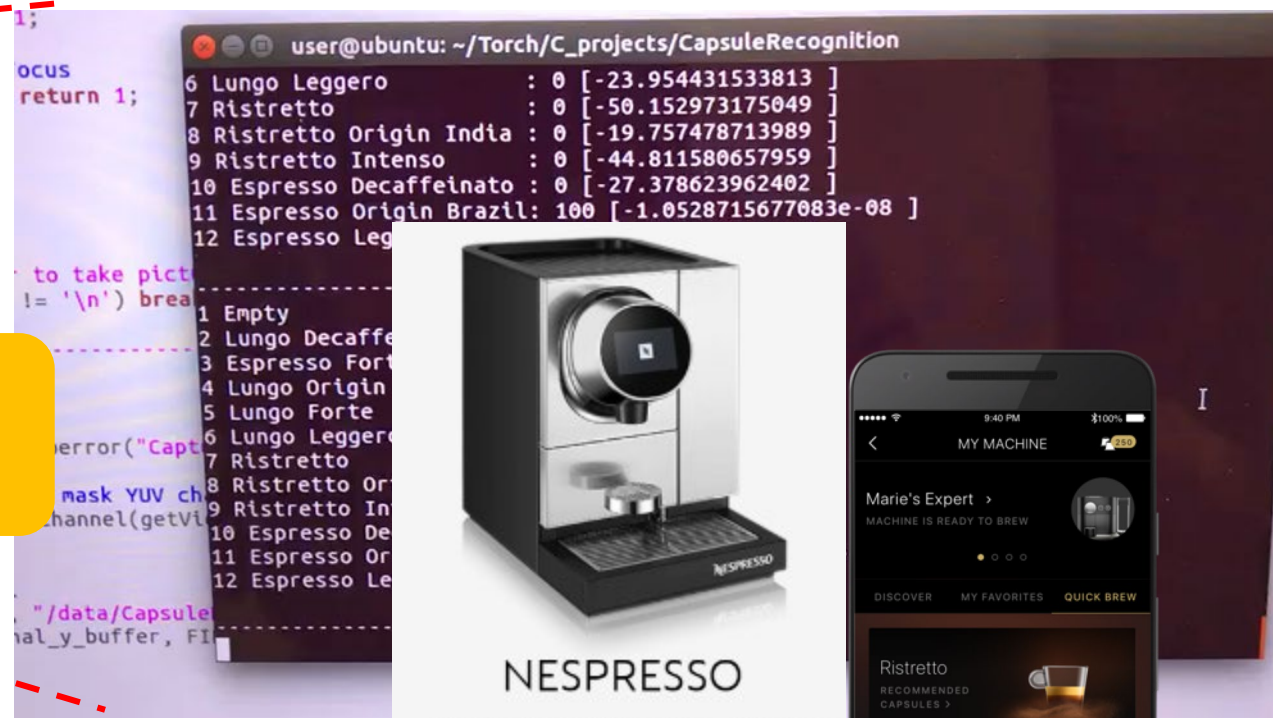 1;
ocus
return 1;
to take pict
!= '\n') brea
error("Capt
mask YUV ch
hannel(getVi
"/data/Capsule
nal_y_buffer, FI
user@ubuntu: ~/Torch/C_projects/CapsuleRecognition
6 Lungo Leggero : 0 [-23.954431533813 ]
7 Ristretto : 0 [-50.152973175049 ]
8 Ristretto Origin India : 0 [-19.757478713989 ]
9 Ristretto Intenso : 0 [-44.811580657959 ]
10 Espresso Decaffeinato : 0 [-27.378623962402 ]
11 Espresso Origin Brazil: 100 [-1.0528715677083e-08 ]
12 Espresso Leg
1 Empty
2 Lungo Decaffe
3 Espresso Fort
4 Lungo Origin
5 Lungo Forte
6 Lungo Leggero
7 Ristretto
8 Ristretto Or
9 Ristretto In
10 Espresso De
11 Espresso Or
12 Espresso Le
NESPRESSO
NESPRESSO
9:40 PM
100%
MY MACHINE
250
Marie's Expert >
MACHINE IS READY TO BREW
DISCOVER MY FAVORITES QUICK BREW
Ristretto
RECOMMENDED
CAPSULES >